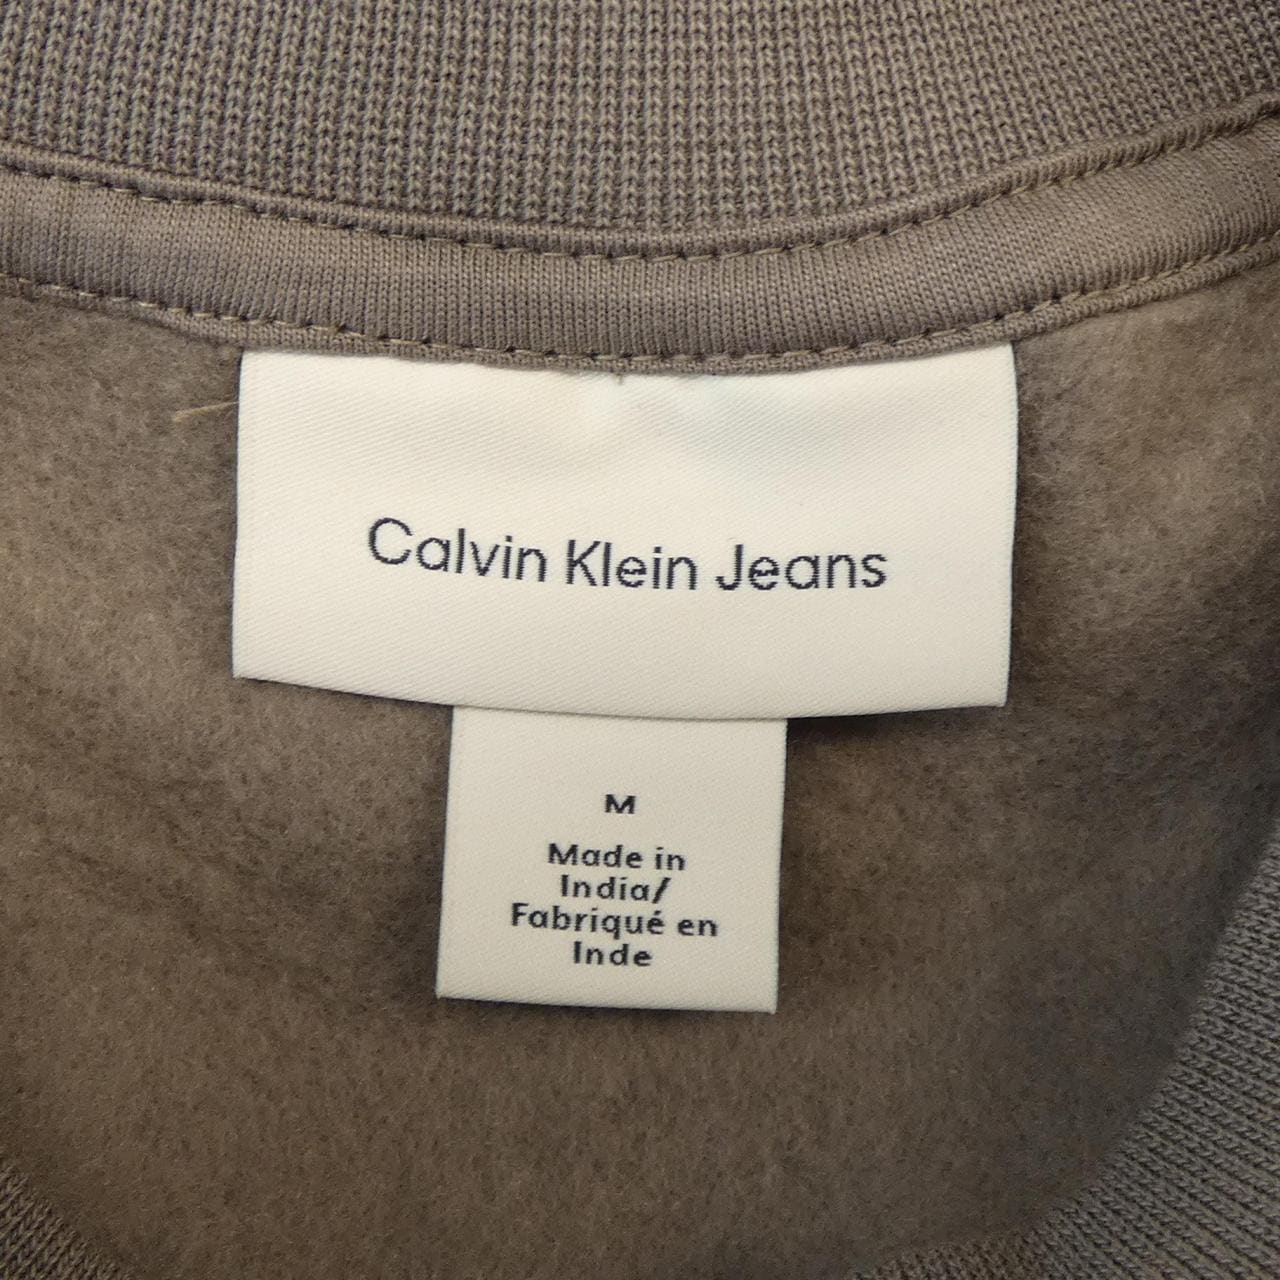 Calvin Klein Jeans
M
Made in
India/
Fabriqué en
Inde